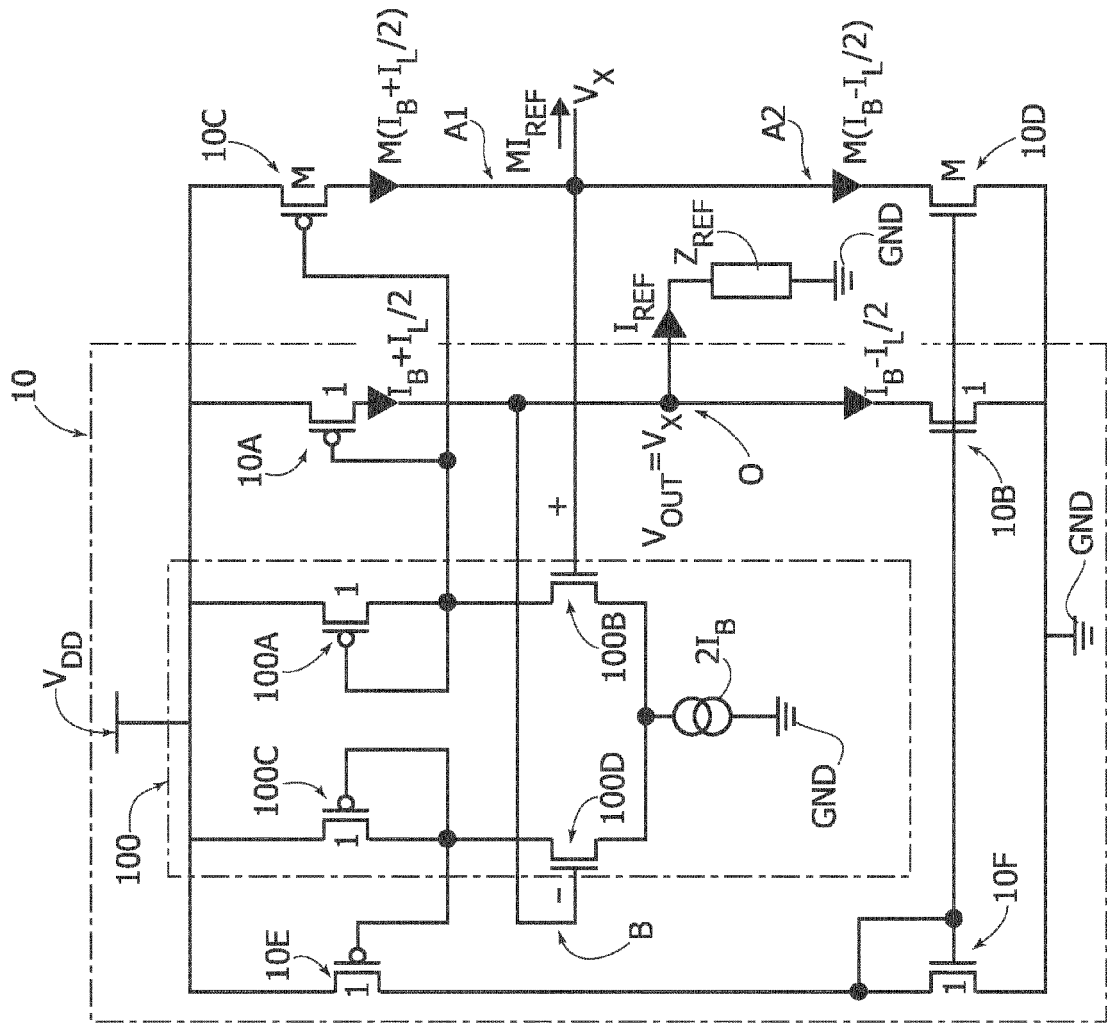 10
V_DD
100
10E
1
100C
1
100A
1
10A
1
I_B+I_L/2
10C
M
M(I_B+I_L/2)
A1
MI_REF
V_X
-
+
B
100D
100B
2I_B
GND
V_OUT=V_X
O
I_REF
Z_REF
GND
A2
M(I_B-I_L/2)
I_B-I_L/2
10F
1
10B
1
10D
M
GND